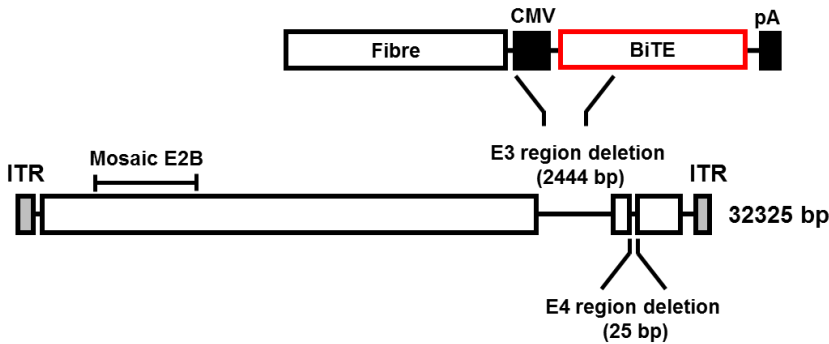 CMV
pA
Fibre
BiTE
Mosaic E2B
E3 region deletion
(2444 bp)
ITR
ITR
32325 bp
E4 region deletion
(25 bp)